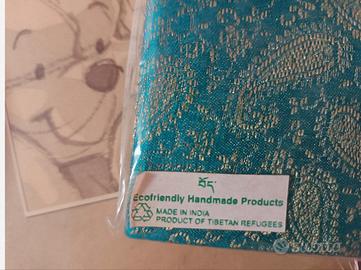 བོད་
Ecofriendly Handmade Products
MADE IN INDIA
PRODUCT OF TIBETAN REFUGEES